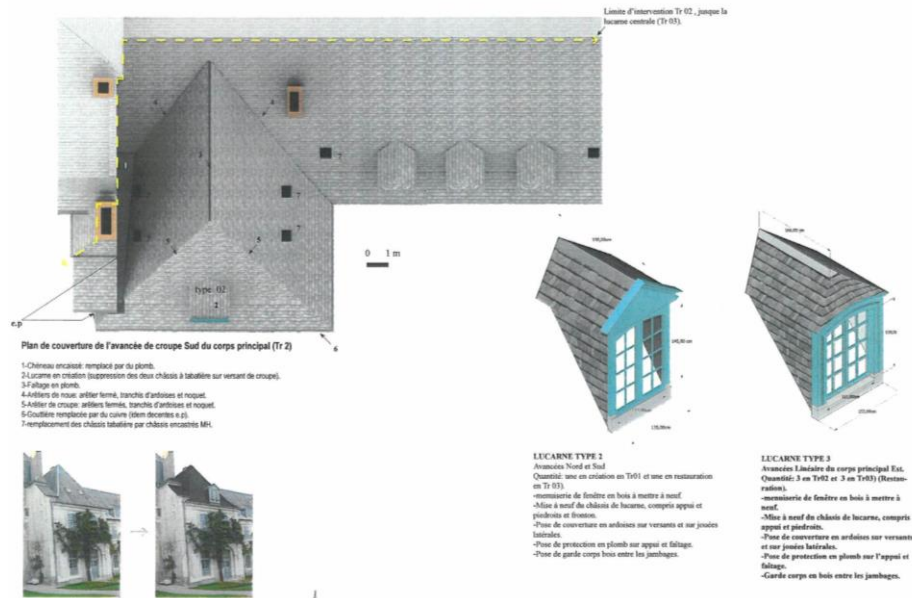 Limite d'intervention Tr 02 , jusque la
lucarne centrale (Tr 03).
4
4
3
1
7
7
7
7
5
5
type 02
2
e.p
6
0 1 m
Plan de couverture de l'avancée de croupe Sud du corps principal (Tr 2)
1-Chéneau encaissé: remplacé par du plomb.
2-Lucarne en création (suppression des deux châssis à tabatière sur versant de croupe).
3-Faîtage en plomb.
4-Arêtiers de noue: arêtier fermé, tranchis d'ardoises et noquet.
5-Arêtier de croupe: arêtiers fermés, tranchis d'ardoises et noquet.
6-Gouttière remplacée par du cuivre (idem decentes e.p).
7-remplacement des châssis tabatière par châssis encastrés MH.
LUCARNE TYPE 2
Avancées Nord et Sud
Quantité: une en création en Tr01 et une en restauration
en Tr 03).
-menuiserie de fenêtre en bois à mettre à neuf.
-Mise à neuf du châssis de lucarne, compris appui et
piedroits et fronton.
-Pose de couverture en ardoises sur versants et sur jouées
latérales.
-Pose de protection en plomb sur appui et faîtage.
-Pose de garde corps bois entre les jambages.
LUCARNE TYPE 3
Avancées Linéaire du corps principal Est.
Quantité: 3 en Tr02 et 3 en Tr03) (Restau-
ration).
-menuiserie de fenêtre en bois à mettre à
neuf.
-Mise à neuf du châssis de lucarne, compris
appui et piedroits.
-Pose de couverture en ardoises sur versants
et sur jouées latérales.
-Pose de protection en plomb sur l'appui et
faîtage.
-Garde corps en bois entre les jambages.